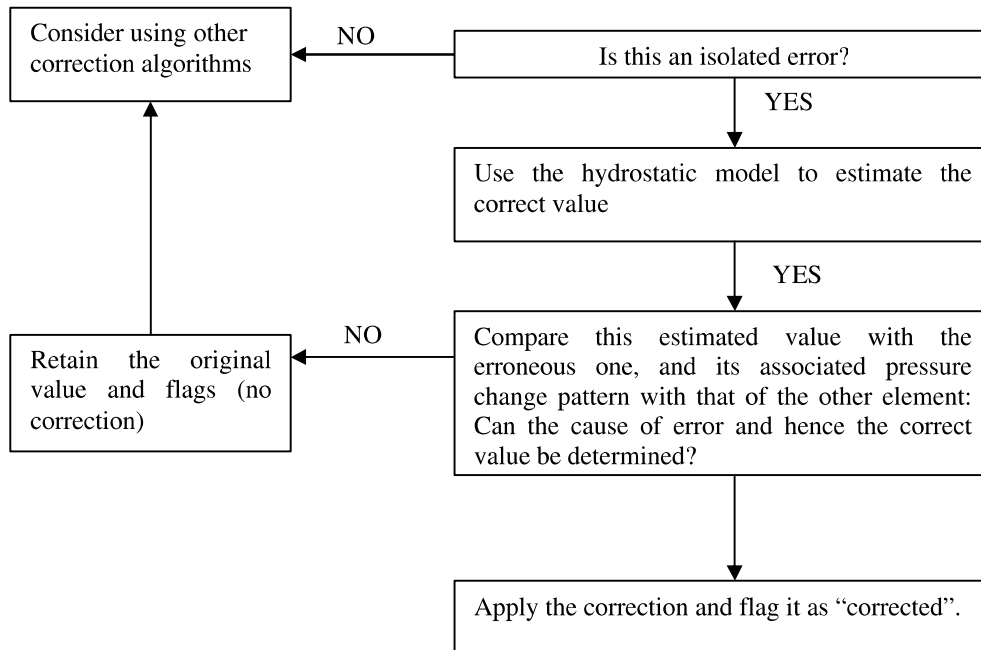 Consider using other
correction algorithms
NO
Is this an isolated error?
YES
Use the hydrostatic model to estimate the
correct value
YES
Retain the original
value and flags (no
correction)
NO
Compare this estimated value with the
erroneous one, and its associated pressure
change pattern with that of the other element:
Can the cause of error and hence the correct
value be determined?
Apply the correction and flag it as “corrected”.